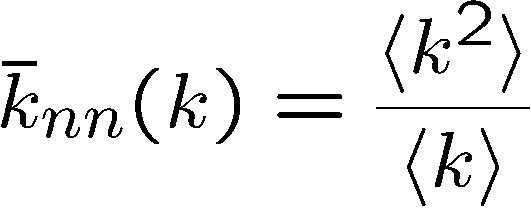 k̄ₙₙ(k) = ⟨k²⟩ / ⟨k⟩